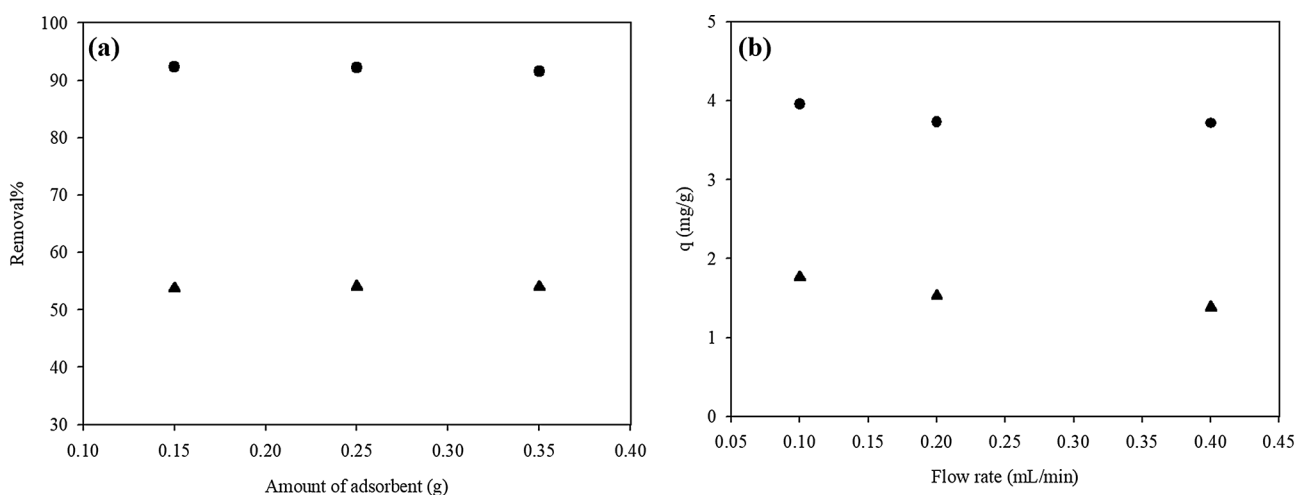 (a)
100
90
80
70
60
50
40
30
Removal%
0.10 0.15 0.20 0.25 0.30 0.35 0.40
Amount of adsorbent (g)
(b)
5
4
3
2
1
0
q (mg/g)
0.05 0.10 0.15 0.20 0.25 0.30 0.35 0.40 0.45
Flow rate (mL/min)